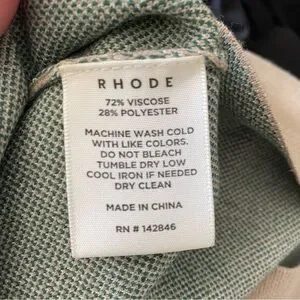 RHODE
72% VISCOSE
28% POLYESTER
MACHINE WASH COLD
WITH LIKE COLORS.
DO NOT BLEACH
TUMBLE DRY LOW
COOL IRON IF NEEDED
DRY CLEAN
MADE IN CHINA
RN # 142846